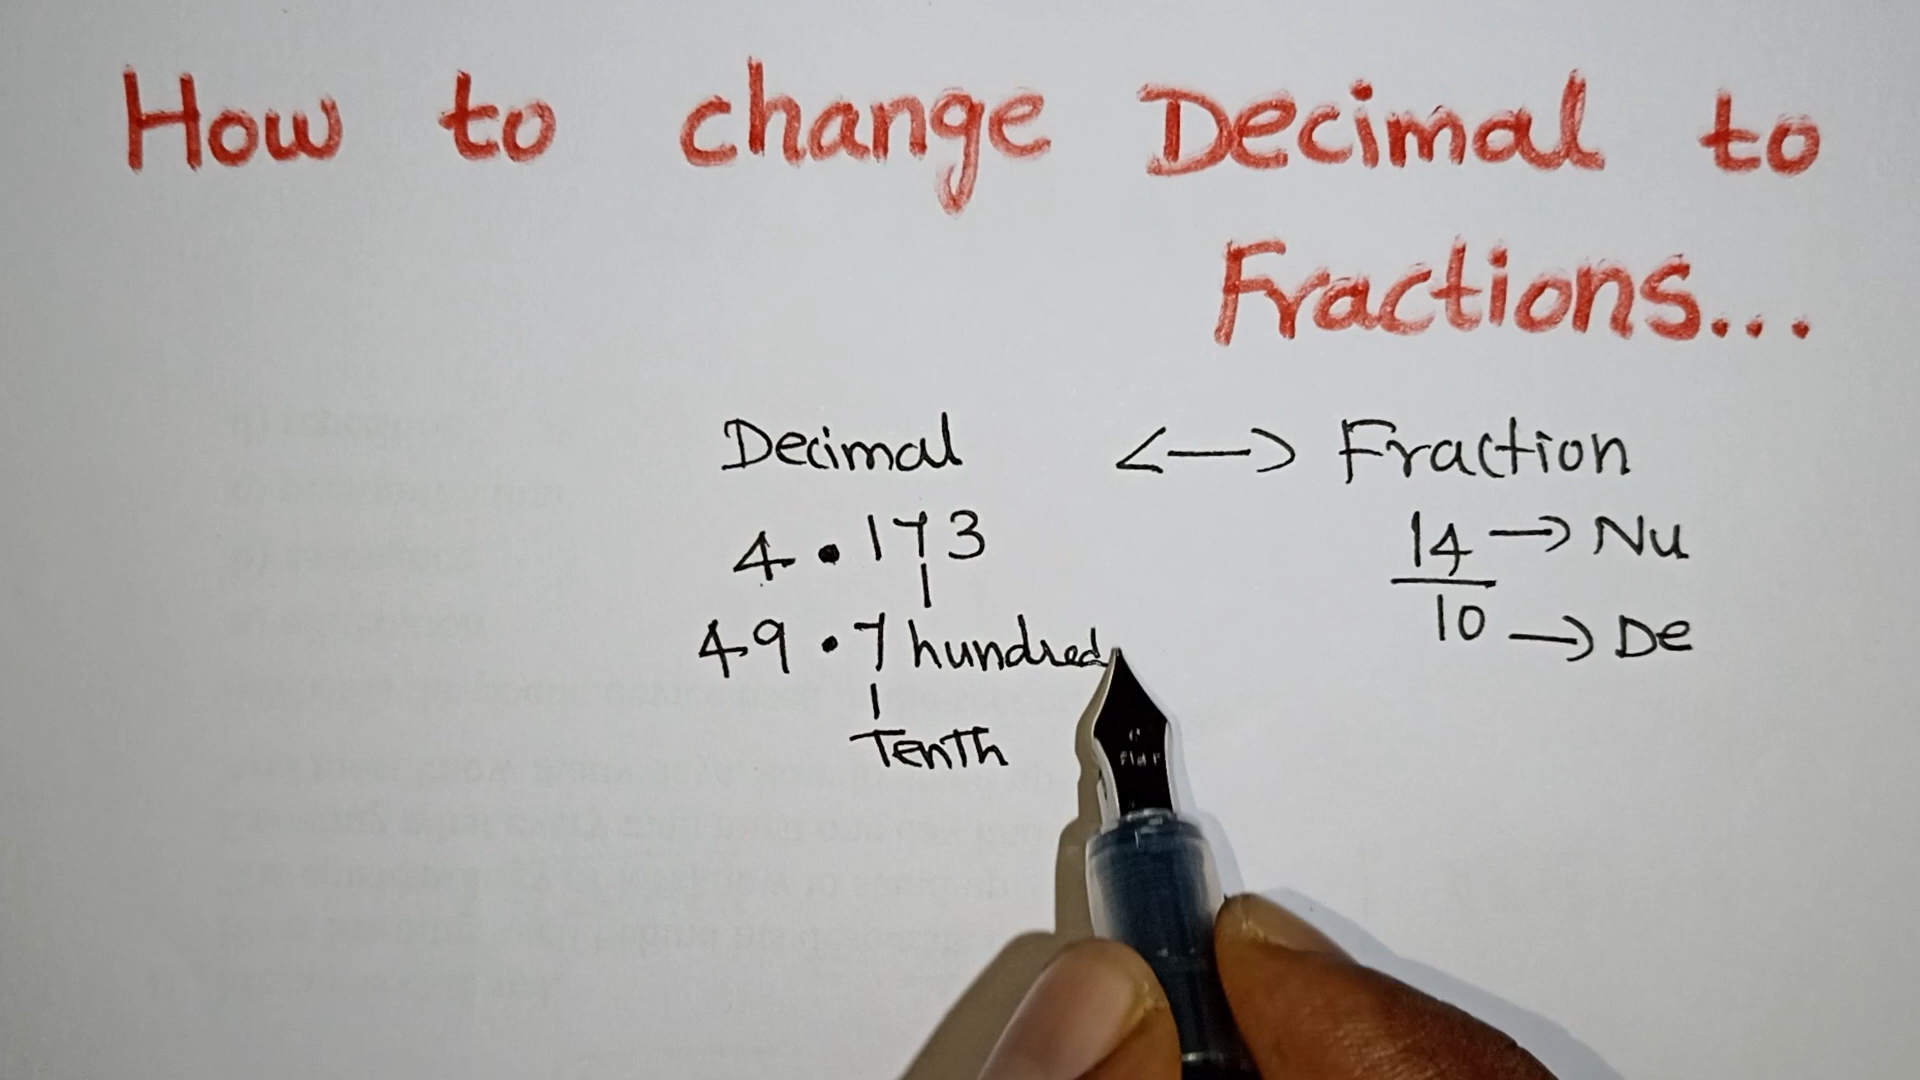 How to change Decimal to
Fractions...
Decimal <—> Fraction
4.173
14 → Nu
10 → De
49.7 hundred
Tenth